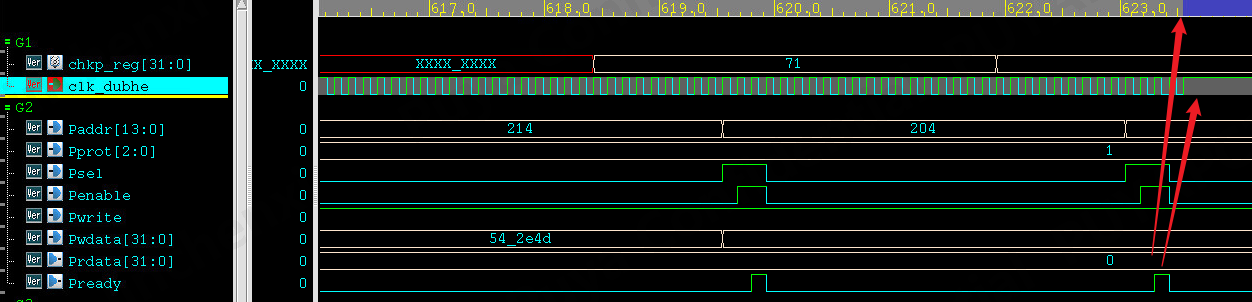 617,0 618,0 619,0 620,0 621,0 622,0 623,0
G1
Ver chkp_reg[31:0] X_XXXX XXXX_XXXX 71
Ver clk_dubhe 0
G2
Ver Paddr[13:0] 0 214 204
Ver Pprot[2:0] 0 1
Ver Psel 0
Ver Penable 0
Ver Pwrite 0
Ver Pwdata[31:0] 0 54_2e4d
Ver Prdata[31:0] 0 0
Ver Pready 0